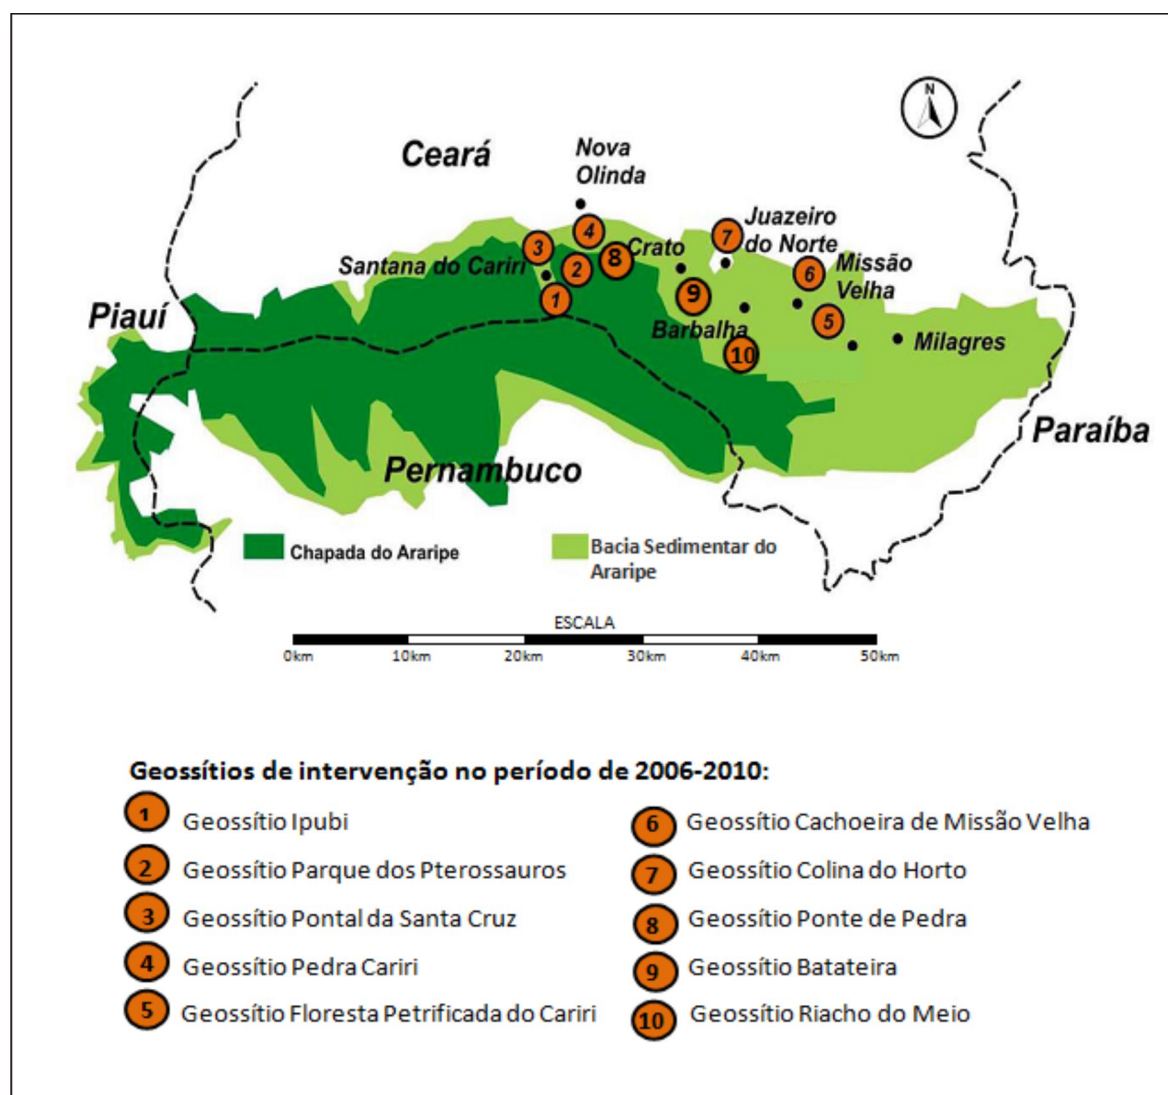 N
Ceará
Nova
Olinda
Juazeiro
do Norte
7
4
3
Crato
8
Missão
Velha
6
Santana do Cariri
2
1
9
5
Piauí
Barbalha
10
Milagres
Paraíba
Pernambuco
Chapada do Araripe
Bacia Sedimentar do
Araripe
ESCALA
0km 10km 20km 30km 40km 50km
Geossítios de intervenção no período de 2006-2010:
1 Geossítio Ipubi
2 Geossítio Parque dos Pterossauros
3 Geossítio Pontal da Santa Cruz
4 Geossítio Pedra Cariri
5 Geossítio Floresta Petrificada do Cariri
6 Geossítio Cachoeira de Missão Velha
7 Geossítio Colina do Horto
8 Geossítio Ponte de Pedra
9 Geossítio Batateira
10 Geossítio Riacho do Meio